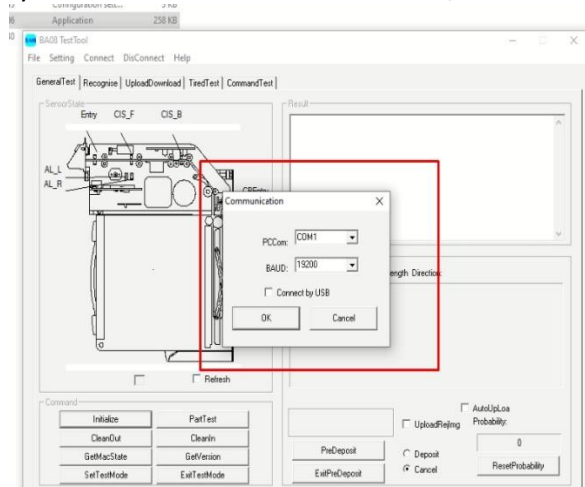 Application 258 KB
BA08 TestTool
File Setting Connect DisConnect Help
GeneralTest Recognise UploadDownload TiredTest CommandTest
SensorState
Entry CIS_F CIS_B
AL_L
AL_R
Result
Communication
PCCom: COM1
BAUD: 19200
Connect by USB
OK Cancel
ength Direction:
Refresh
Command
Initialize PartTest
CleanOut CleanIn
GetMacState GetVersion
SetTestMode ExitTestMode
UploadRejImg
AutoUpLoa
Probability:
0
PreDeposit Deposit
ExitPreDeposit Cancel ResetProbability